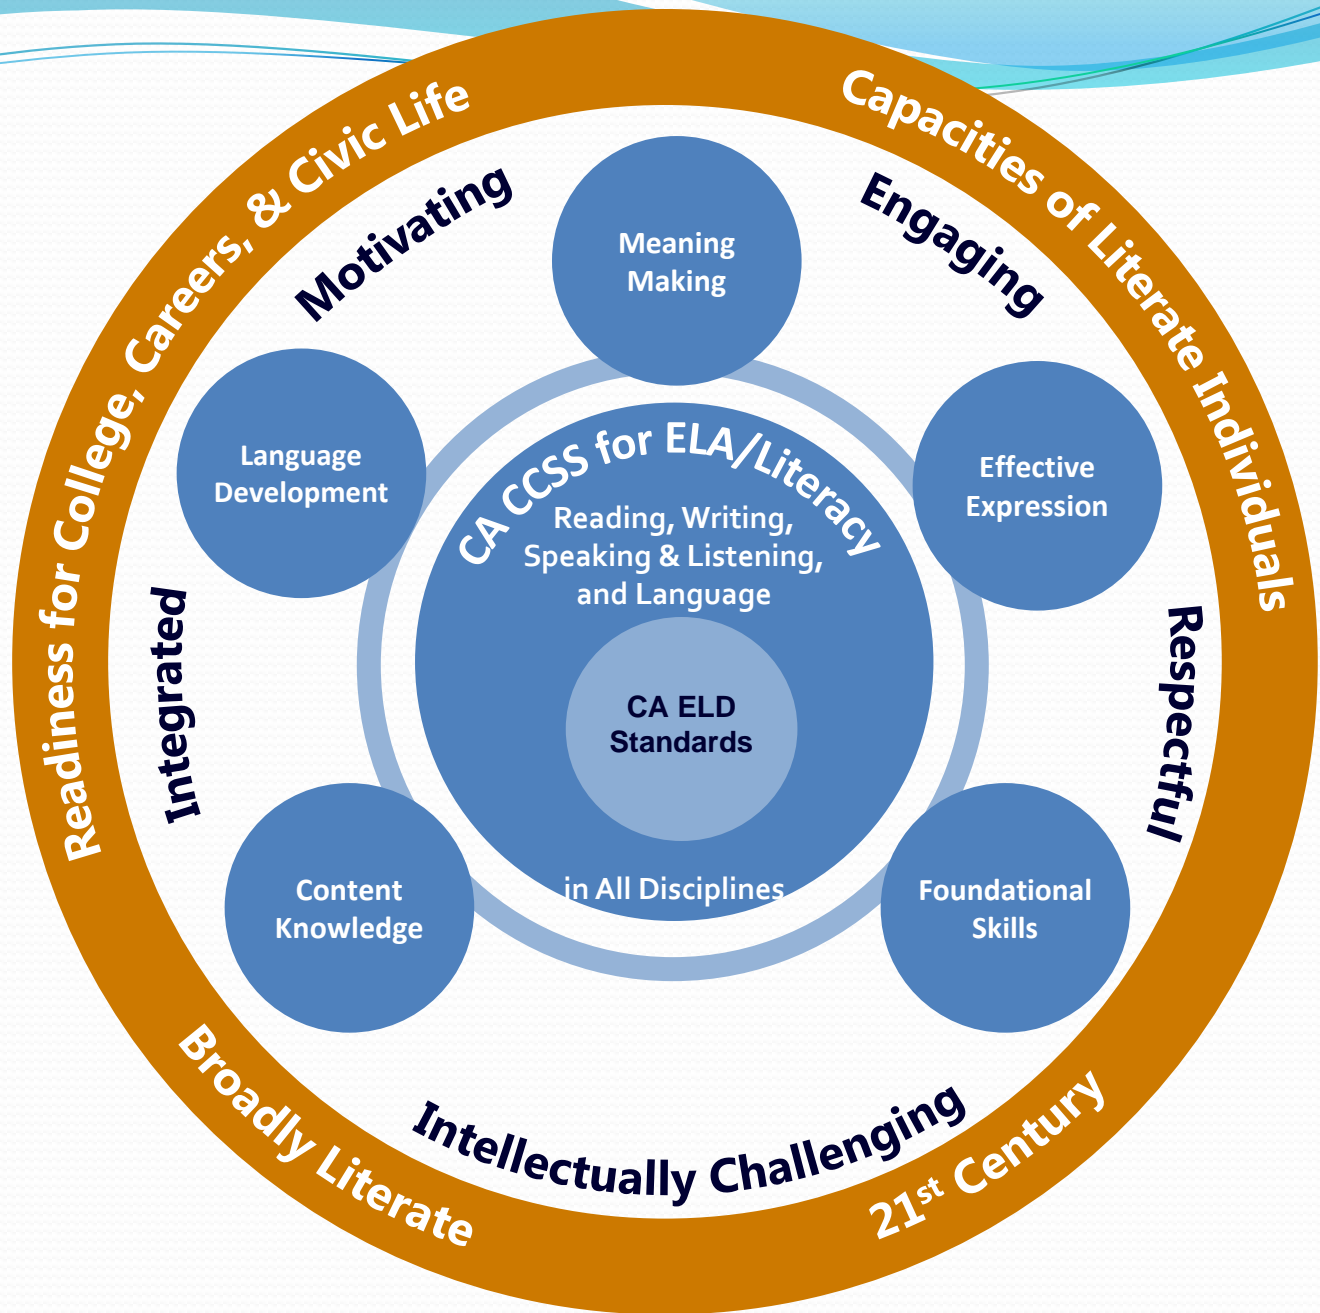 Readiness for College, Careers, & Civic Life
Capacities of Literate Individuals
Motivating
Engaging
Meaning
Making
Language
Development
Effective
Expression
CA CCSS for ELA/Literacy
Reading, Writing,
Speaking & Listening,
and Language
CA ELD
Standards
in All Disciplines
Integrated
Respectful
Content
Knowledge
Foundational
Skills
Intellectually Challenging
Broadly Literate
21st Century